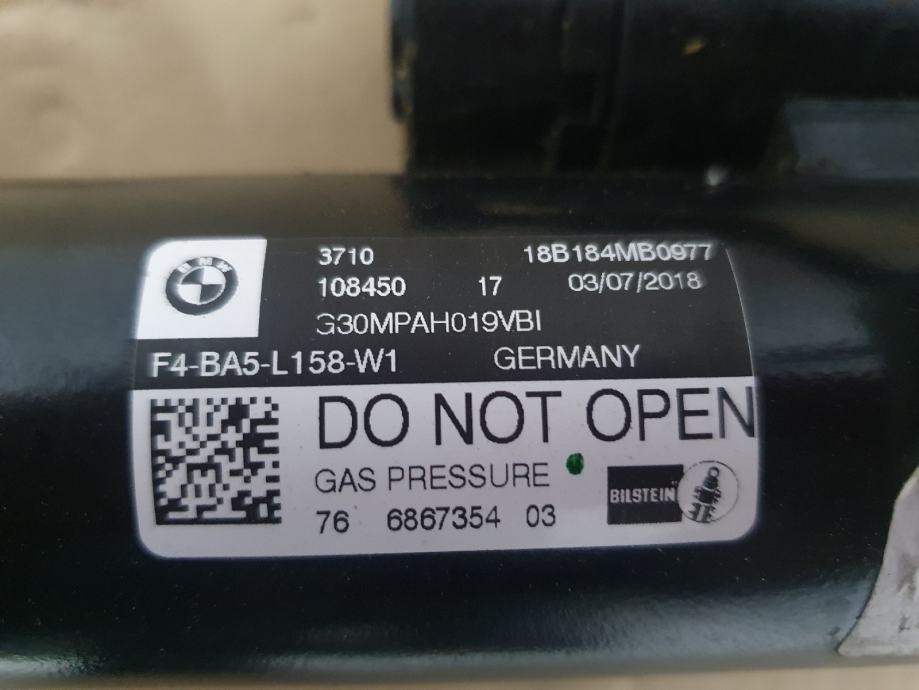 BMW
3710 18B184MB0977
108450 17 03/07/2018
G30MPAH019VBI
F4-BA5-L158-W1 GERMANY
DO NOT OPEN
GAS PRESSURE
BILSTEIN
76 6867354 03